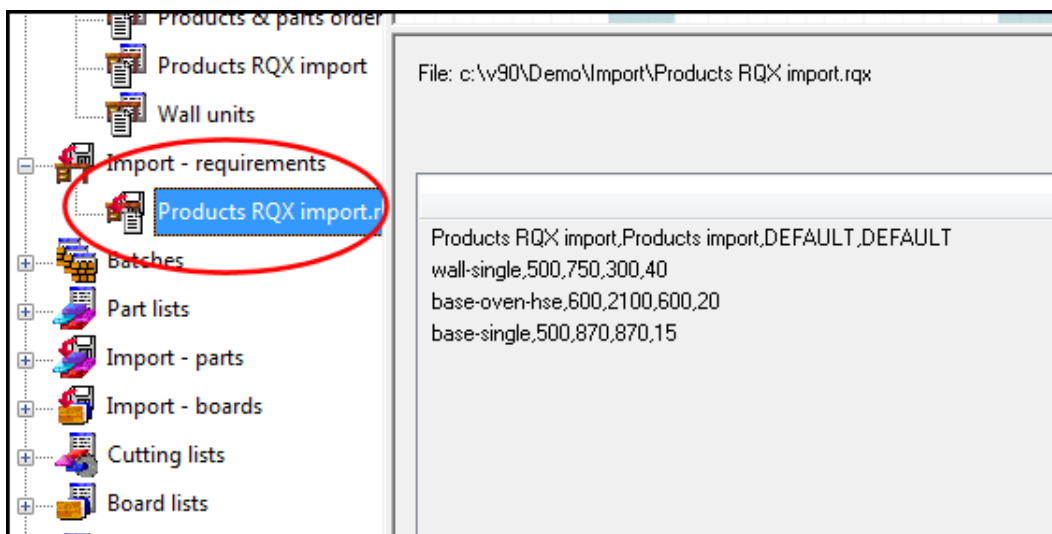 Products & parts order
Products RQX import
Wall units
Import - requirements
Products RQX import.r
Batches
Part lists
Import - parts
Import - boards
Cutting lists
Board lists
File: c:\v90\Demo\Import\Products RQX import.rqx
Products RQX import,Products import,DEFAULT,DEFAULT
wall-single,500,750,300,40
base-oven-hse,600,2100,600,20
base-single,500,870,870,15